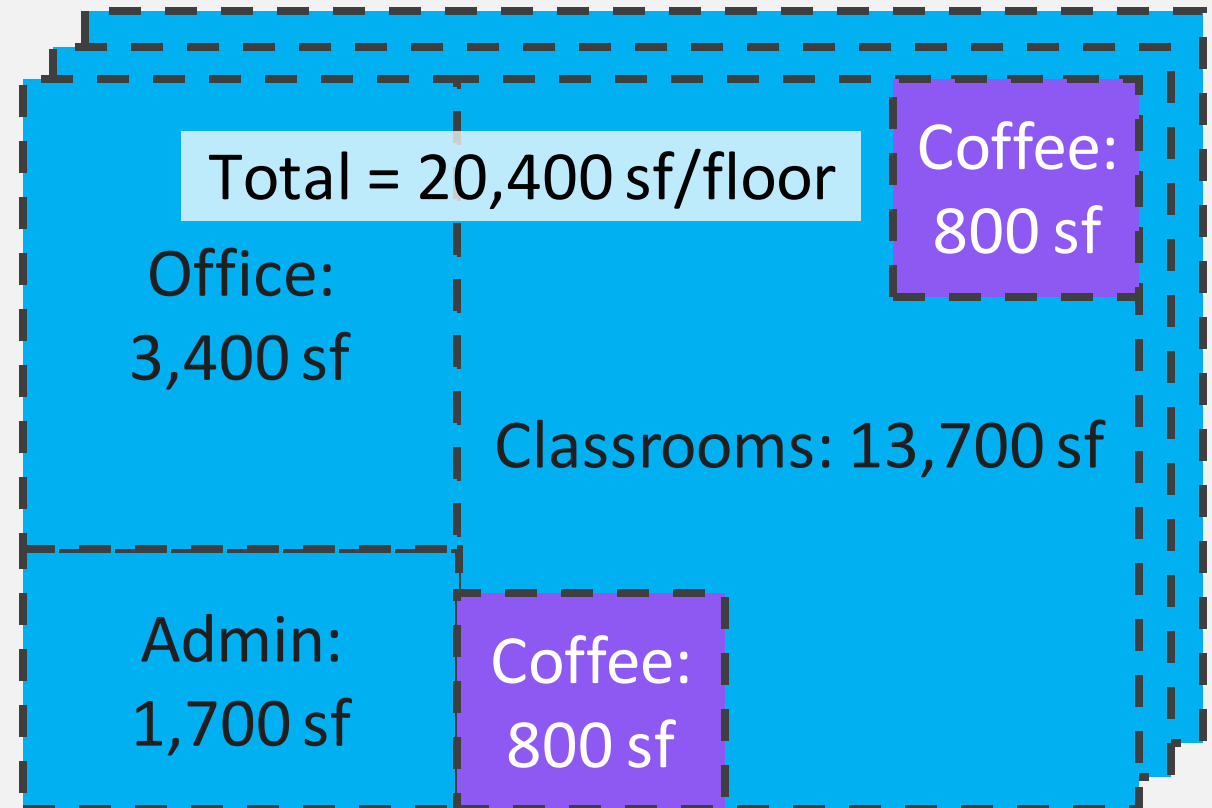 Total = 20,400 sf/floor
Coffee:
800 sf
Office:
3,400 sf
Classrooms: 13,700 sf
Admin:
1,700 sf
Coffee:
800 sf